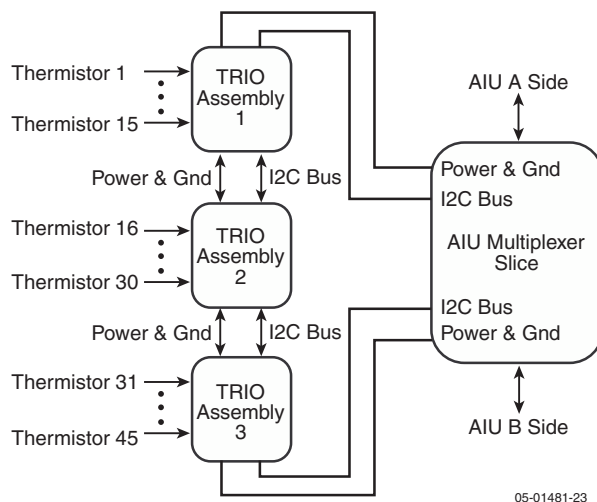 Thermistor 1
Thermistor 15
TRIO
Assembly
1
Power & Gnd
I2C Bus
Thermistor 16
Thermistor 30
TRIO
Assembly
2
Power & Gnd
I2C Bus
Thermistor 31
Thermistor 45
TRIO
Assembly
3
AIU A Side
Power & Gnd
I2C Bus
AIU Multiplexer
Slice
I2C Bus
Power & Gnd
AIU B Side
05-01481-23